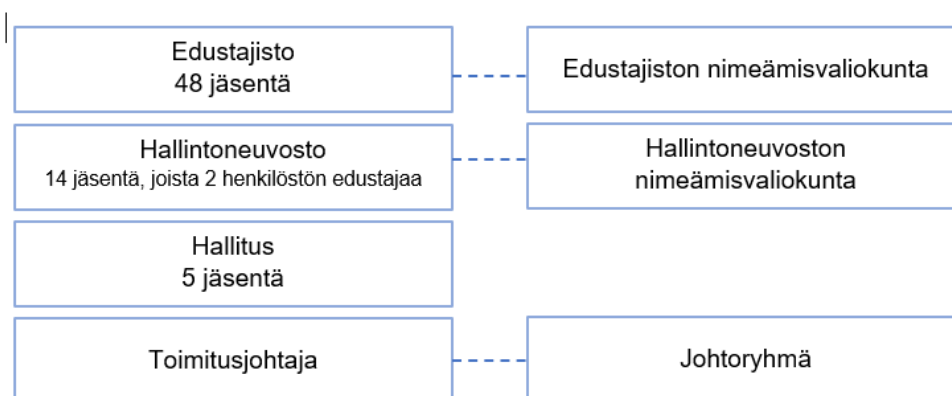 Edustajisto
48 jäsentä
Edustajiston nimeämisvaliokunta
Hallintoneuvosto
14 jäsentä, joista 2 henkilöstön edustajaa
Hallintoneuvoston
nimeämisvaliokunta
Hallitus
5 jäsentä
Toimitusjohtaja
Johtoryhmä